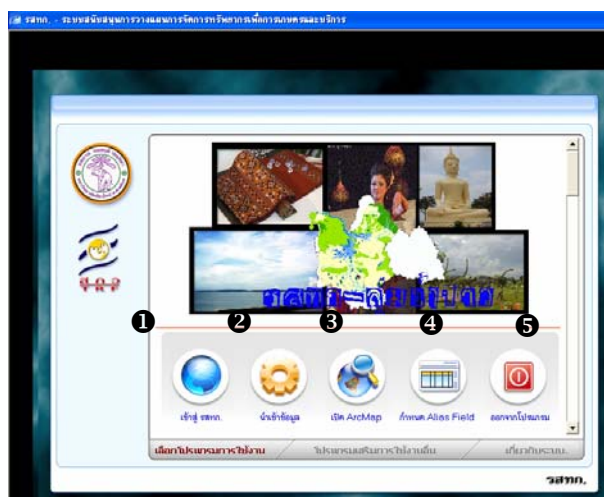 รสทก. - ระบบสนับสนุนการวางแผนการจัดการทรัพยากรเพื่อการเกษตรและบริการ
❶ ❷ ❸ ❹ ❺
เข้าสู่ รสทก. นำเข้าข้อมูล เปิด ArcMap กำหนด Alias Field ออกจากโปรแกรม
เลือกโปรแกรมการใช้งาน โปรแกรมเสริมการใช้งานอื่น เกี่ยวกับระบบ.
รสทก.